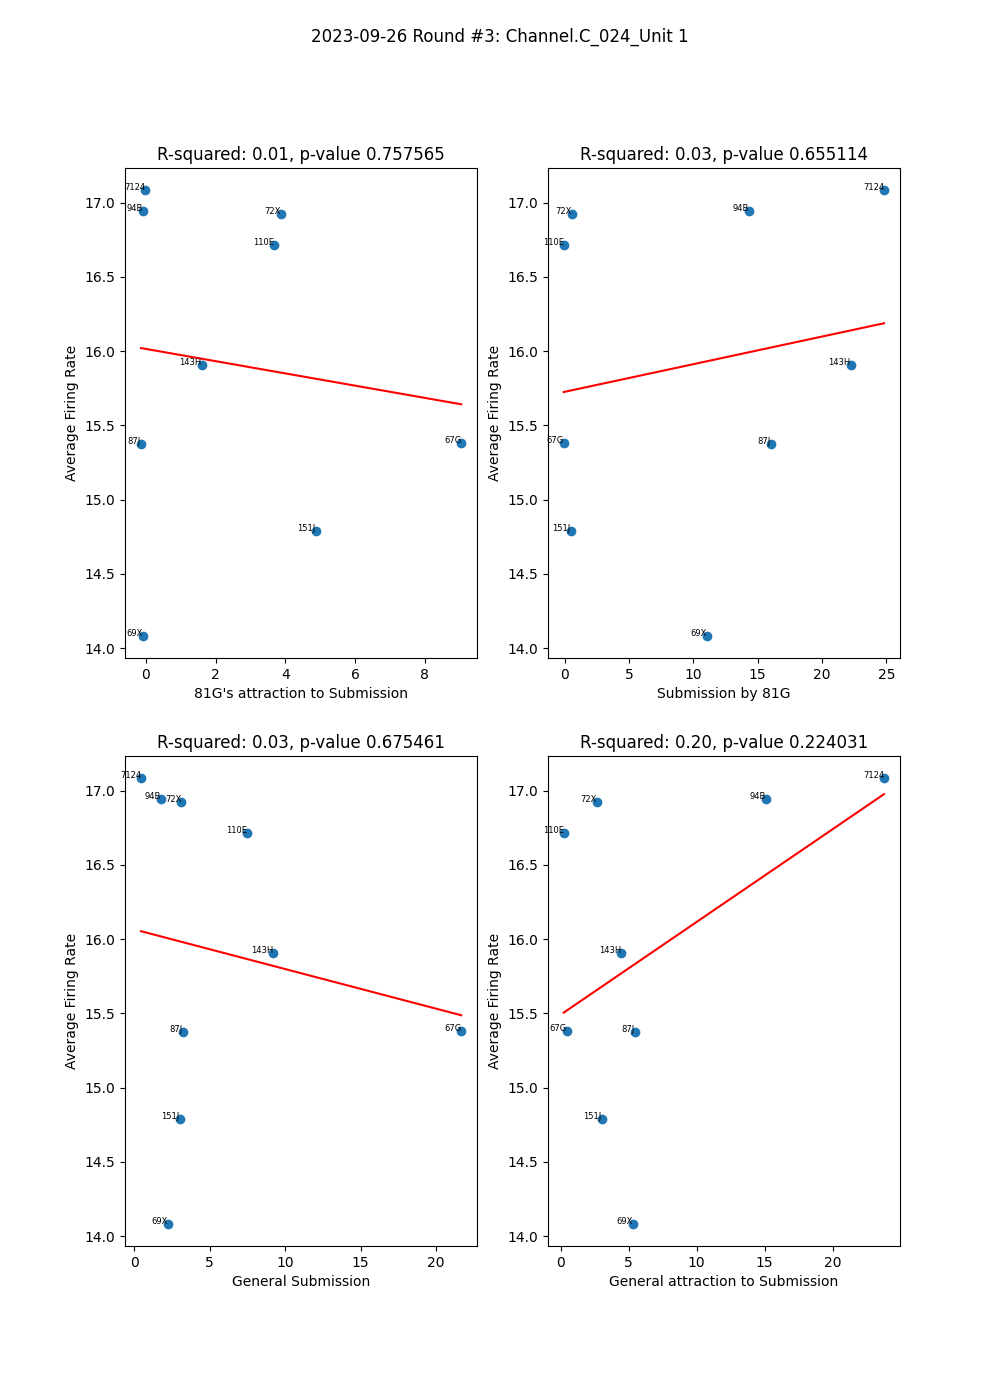 2023-09-26 Round #3: Channel.C_024_Unit 1
R-squared: 0.01, p-value 0.757565
17.0
16.5
16.0
15.5
15.0
14.5
14.0
Average Firing Rate
7124
94B
72X
110E
143H
87J
67G
151J
69X
0 2 4 6 8
81G's attraction to Submission
R-squared: 0.03, p-value 0.655114
17.0
16.5
16.0
15.5
15.0
14.5
14.0
Average Firing Rate
7124
94B
72X
110E
143H
67G
87J
151J
69X
0 5 10 15 20 25
Submission by 81G
R-squared: 0.03, p-value 0.675461
17.0
16.5
16.0
15.5
15.0
14.5
14.0
Average Firing Rate
7124
94B
72X
110E
143H
87J
67G
151J
69X
0 5 10 15 20
General Submission
R-squared: 0.20, p-value 0.224031
17.0
16.5
16.0
15.5
15.0
14.5
14.0
Average Firing Rate
7124
94B
72X
110E
143H
67G
87J
151J
69X
0 5 10 15 20
General attraction to Submission